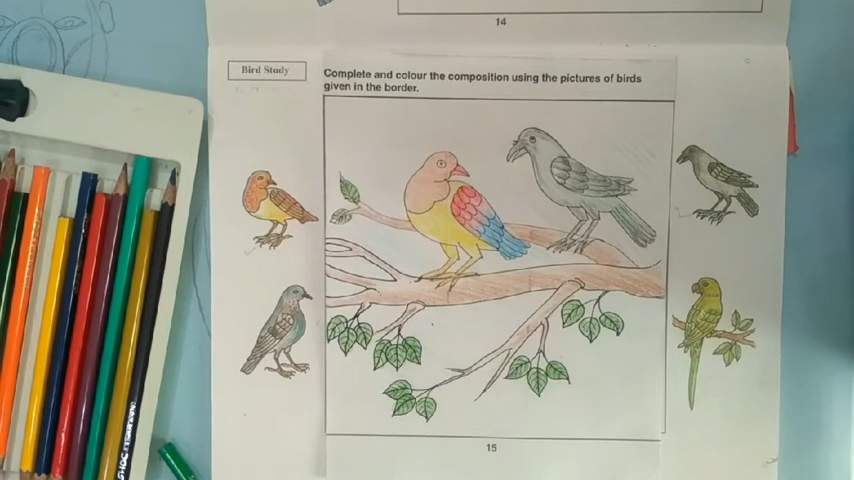 14
Bird Study
Complete and colour the composition using the pictures of birds
given in the border.
15